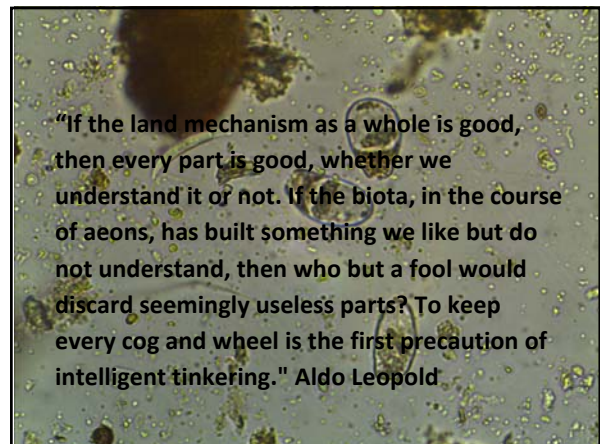 “If the land mechanism as a whole is good,
then every part is good, whether we
understand it or not. If the biota, in the course
of aeons, has built something we like but do
not understand, then who but a fool would
discard seemingly useless parts? To keep
every cog and wheel is the first precaution of
intelligent tinkering." Aldo Leopold